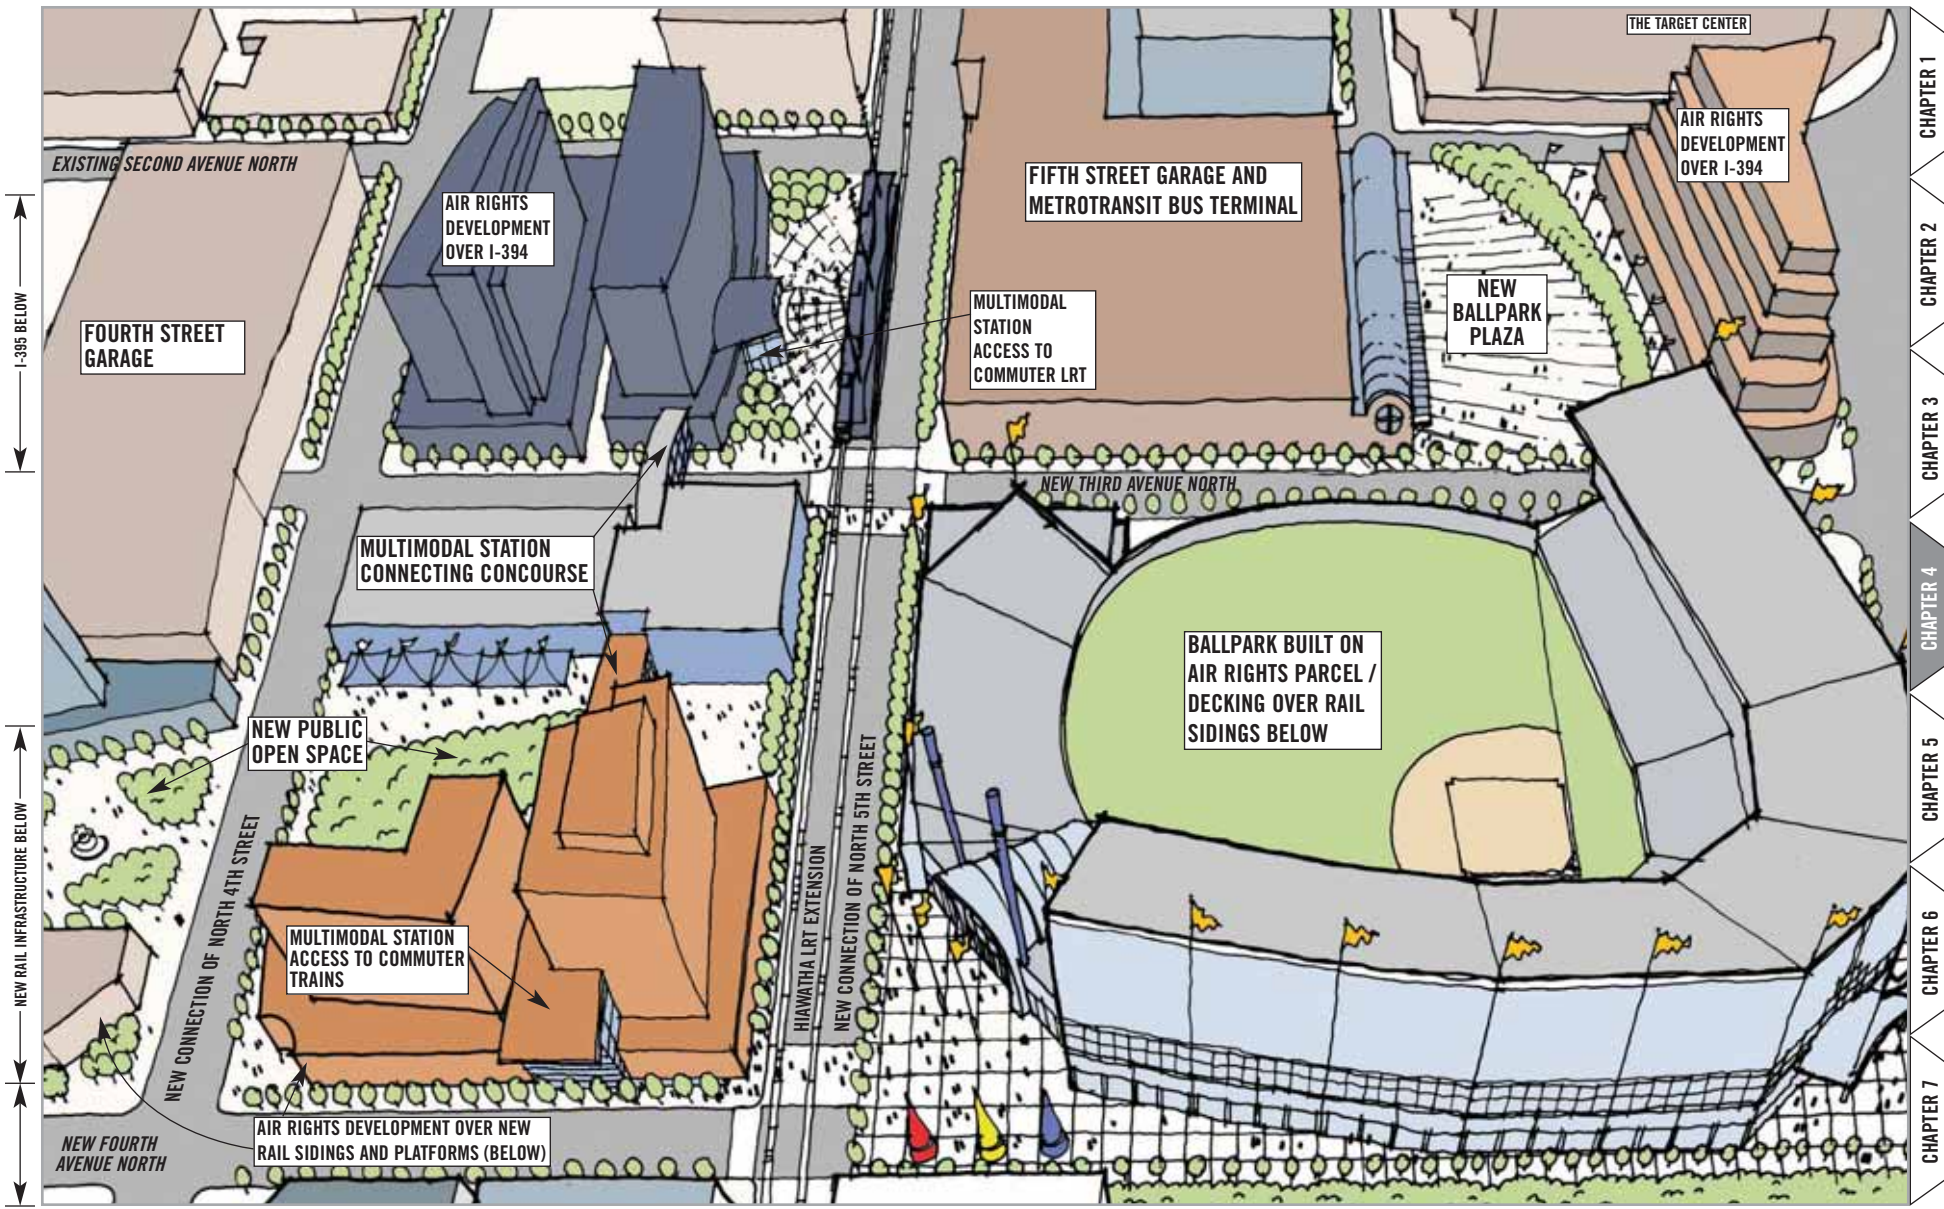 THE TARGET CENTER
AIR RIGHTS
DEVELOPMENT
OVER I-394
EXISTING SECOND AVENUE NORTH
FIFTH STREET GARAGE AND
METROTRANSIT BUS TERMINAL
AIR RIGHTS
DEVELOPMENT
OVER I-394
MULTIMODAL
STATION
ACCESS TO
COMMUTER LRT
NEW
BALLPARK
PLAZA
FOURTH STREET
GARAGE
I-395 BELOW
NEW THIRD AVENUE NORTH
MULTIMODAL STATION
CONNECTING CONCOURSE
BALLPARK BUILT ON
AIR RIGHTS PARCEL /
DECKING OVER RAIL
SIDINGS BELOW
NEW PUBLIC
OPEN SPACE
NEW RAIL INFRASTRUCTURE BELOW
NEW CONNECTION OF NORTH 4TH STREET
HIAWATHA LRT EXTENSION
NEW CONNECTION OF NORTH 5TH STREET
MULTIMODAL STATION
ACCESS TO COMMUTER
TRAINS
AIR RIGHTS DEVELOPMENT OVER NEW
RAIL SIDINGS AND PLATFORMS (BELOW)
NEW FOURTH
AVENUE NORTH
CHAPTER 1
CHAPTER 2
CHAPTER 3
CHAPTER 4
CHAPTER 5
CHAPTER 6
CHAPTER 7